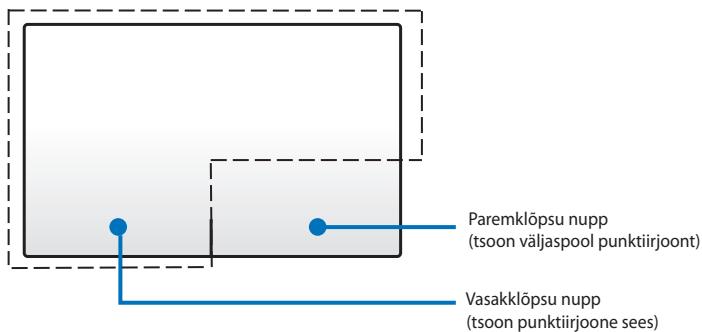 Paremklõpsu nupp
(tsoon väljaspool punktiirjoont)
Vasakklõpsu nupp
(tsoon punktiirjoone sees)